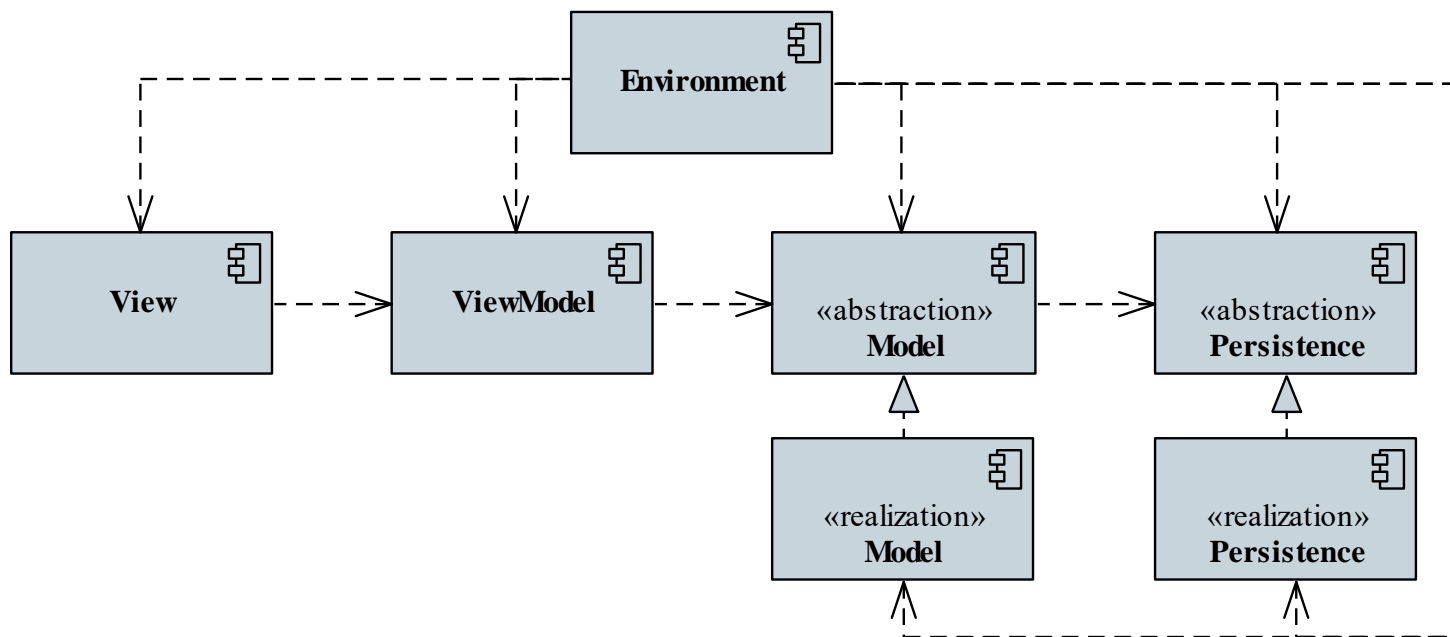 Environment
View
ViewModel
«abstraction»
Model
«abstraction»
Persistence
«realization»
Model
«realization»
Persistence